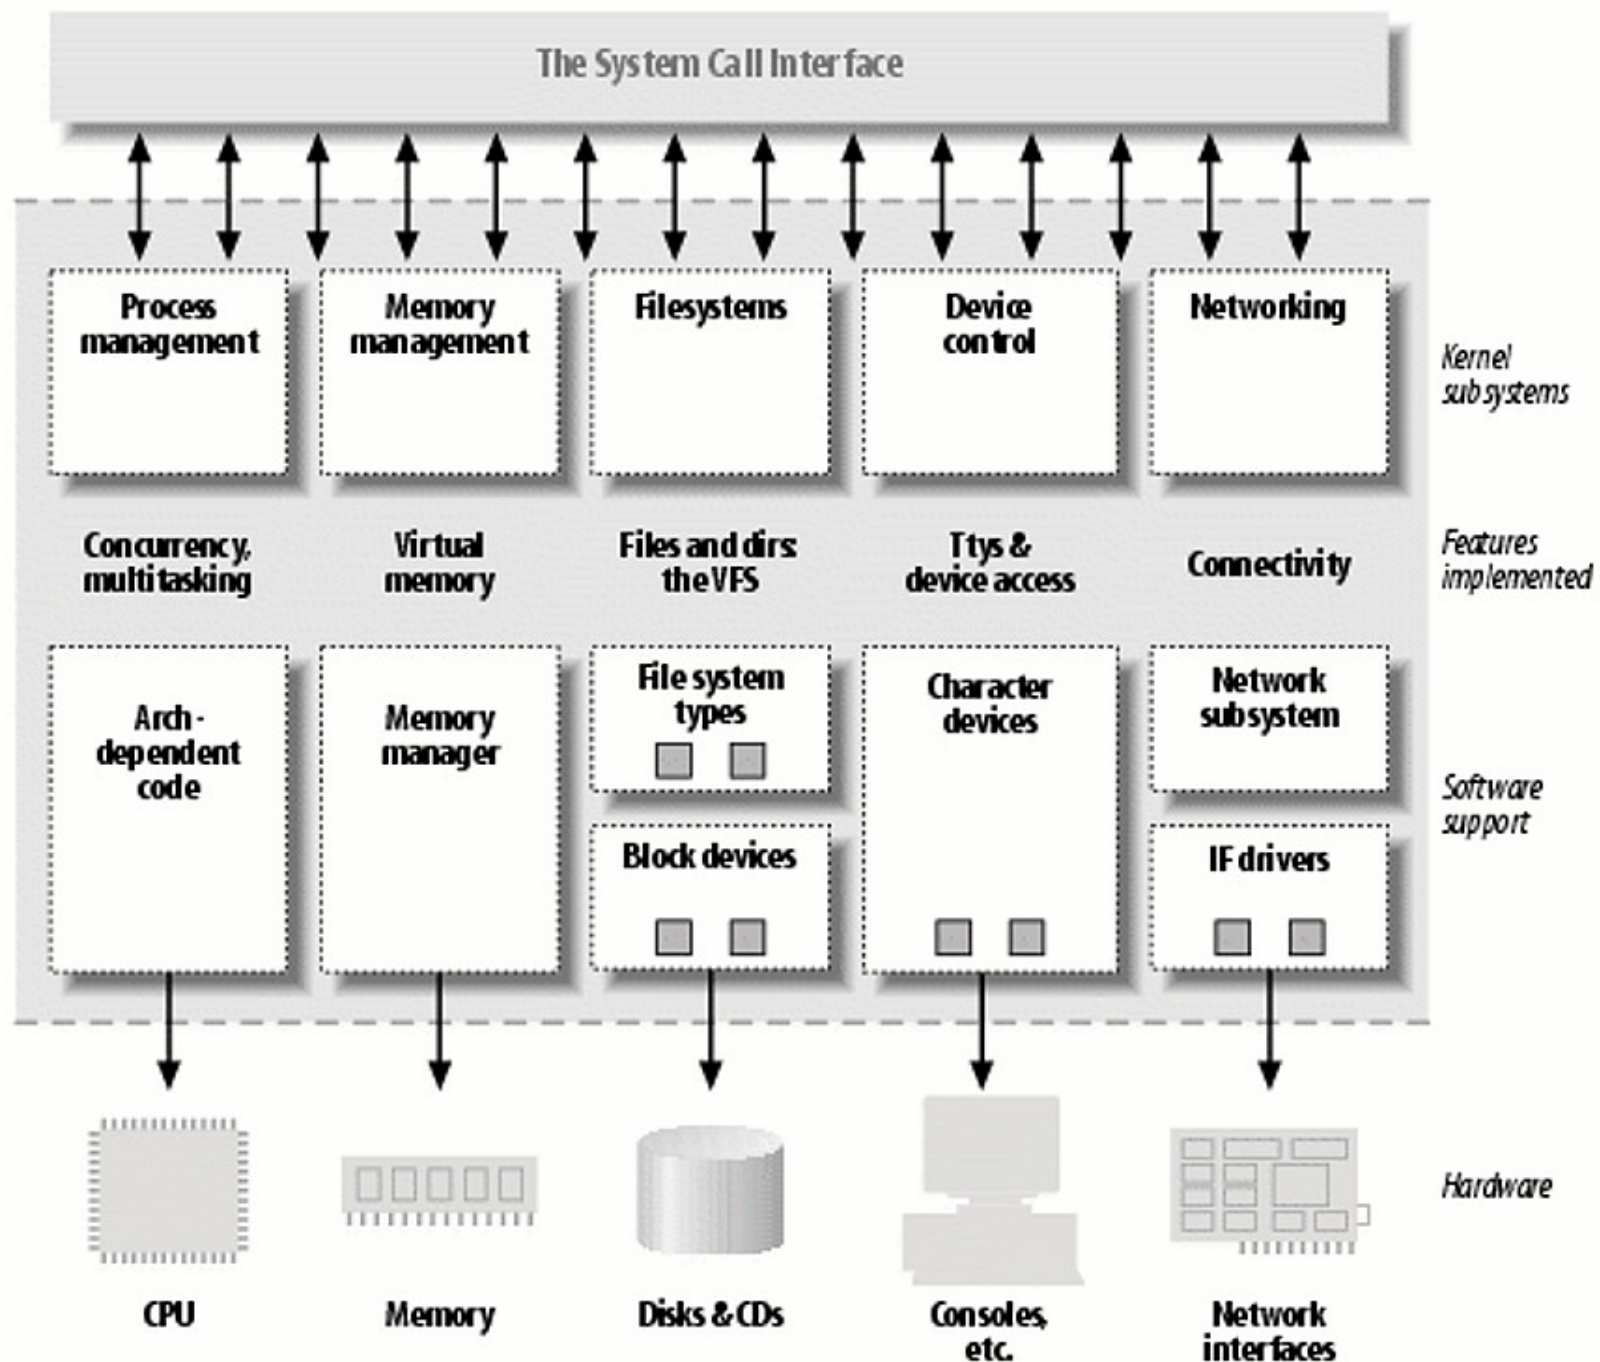 The System Call Interface
Process
management
Memory
management
Filesystems
Device
control
Networking
Kernel
subsystems
Concurrency,
multitasking
Virtual
memory
Files and dirs:
the VFS
Ttys &
device access
Connectivity
Features
implemented
Arch-
dependent
code
Memory
manager
File system
types
Block devices
Character
devices
Network
subsystem
IF drivers
Software
support
Hardware
CPU
Memory
Disks & CDs
Consoles,
etc.
Network
interfaces